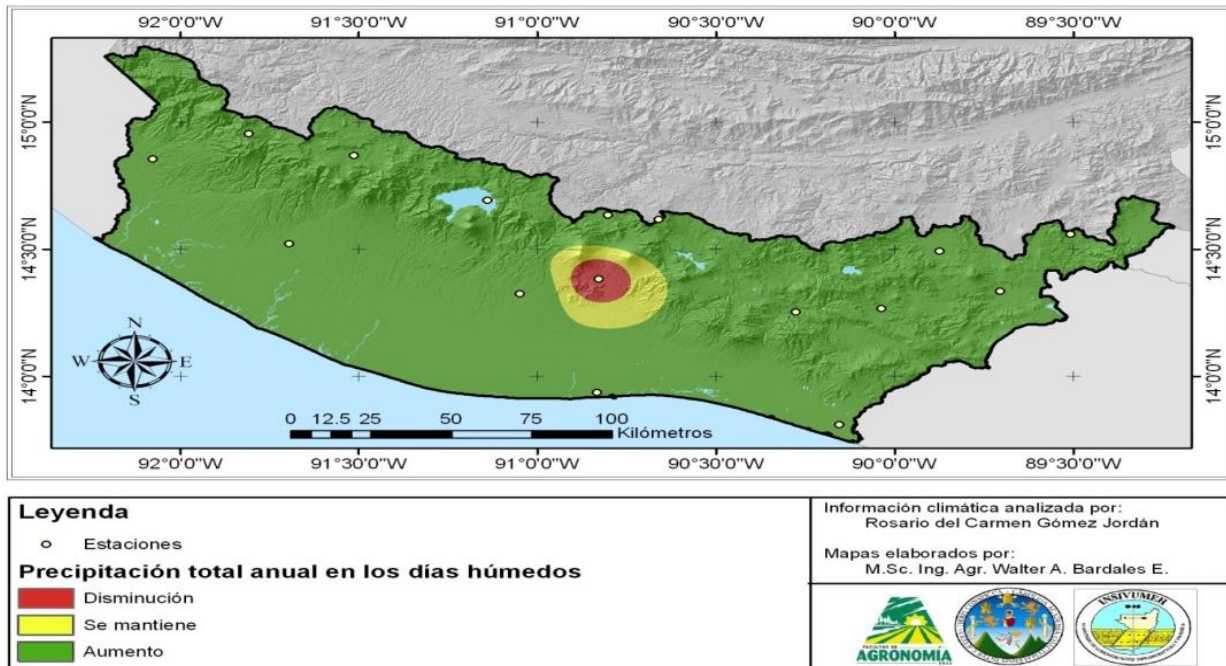 92°0'0"W 91°30'0"W 91°0'0"W 90°30'0"W 90°0'0"W 89°30'0"W
15°0'0"N 15°0'0"N
14°30'0"N 14°30'0"N
14°0'0"N 14°0'0"N
N
W E
S
0 12.5 25 50 75 100
Kilómetros
92°0'0"W 91°30'0"W 91°0'0"W 90°30'0"W 90°0'0"W 89°30'0"W
Leyenda
Estaciones
Precipitación total anual en los días húmedos
Disminución
Se mantiene
Aumento
Información climática analizada por:
Rosario del Carmen Gómez Jordán
Mapas elaborados por:
M.Sc. Ing. Agr. Walter A. Bardales E.
FACULTAD DE
AGRONOMIA
INSIVUMEH